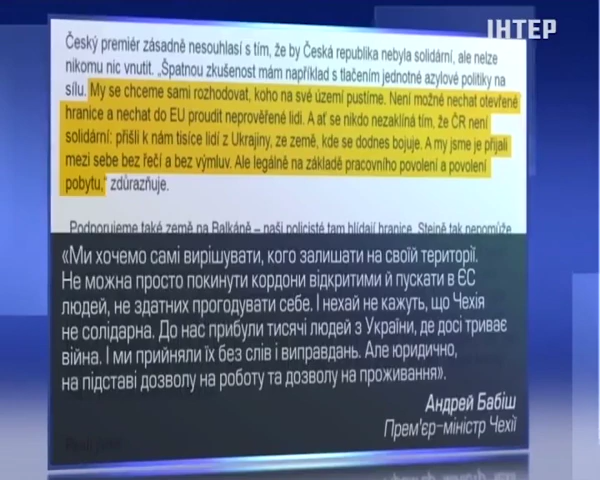 ІНТЕР
Český premiér zásadně nesouhlasí s tím, že by Česká republika nebyla solidární, ale nelze
nikomu nic vnutit. „Špatnou zkušenost mám například s tlačením jednotné azylové politiky na
sílu. My se chceme sami rozhodovat, koho na své území pustíme. Není možné nechat otevřené
hranice a nechat do EU proudit neprověřené lidi. A ať se nikdo nezaklíná tím, že ČR není
solidární: přišli k nám tisíce lidí z Ukrajiny, ze země, kde se dodnes bojuje. A my jsme je přijali
mezi sebe bez řečí a bez výmluv. Ale legálně na základě pracovního povolení a povolení
pobytu,“ zdůrazňuje.
Podporujeme také země na Balkáně – naši policisté tam hlídají hranice. Stejně tak nepomůže
«Ми хочемо самі вирішувати, кого залишати на своїй території.
Не можна просто покинути кордони відкритими й пускати в ЄС
людей, не здатних прогодувати себе. І нехай не кажуть, що Чехія
не солідарна. До нас прибули тисячі людей з України, де досі триває
війна. І ми прийняли їх без слів і виправдань. Але юридично,
на підставі дозволу на роботу та дозволу на проживання».
Андрей Бабіш
Прем'єр-міністр Чехії